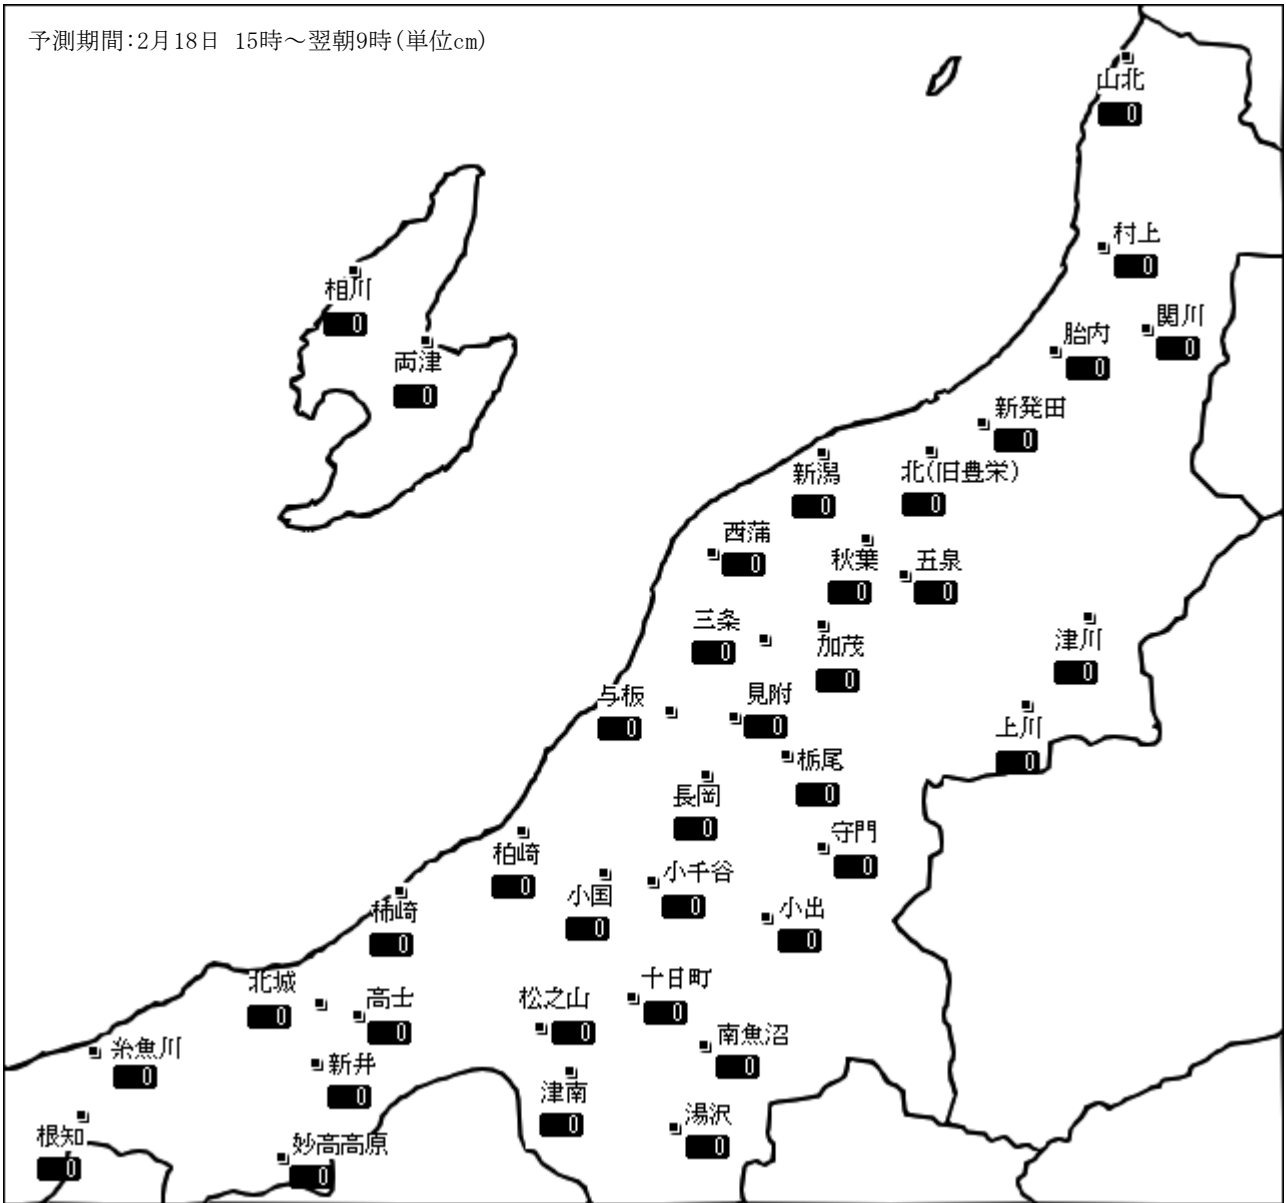 予測期間:2月18日 15時～翌朝9時(単位cm)
山北
0
村上
0
相川
0
関川
0
胎内
0
両津
0
新発田
0
新潟
0
北(旧豊栄)
0
西蒲
0
秋葉
0
五泉
0
三条
0
加茂
0
津川
0
与板
0
見附
0
上川
0
栃尾
0
長岡
0
守門
0
柏崎
0
小国
0
小千谷
0
小出
0
柿崎
0
北城
0
高士
0
松之山
0
十日町
0
南魚沼
0
糸魚川
0
新井
0
津南
0
湯沢
0
根知
0
妙高高原
0